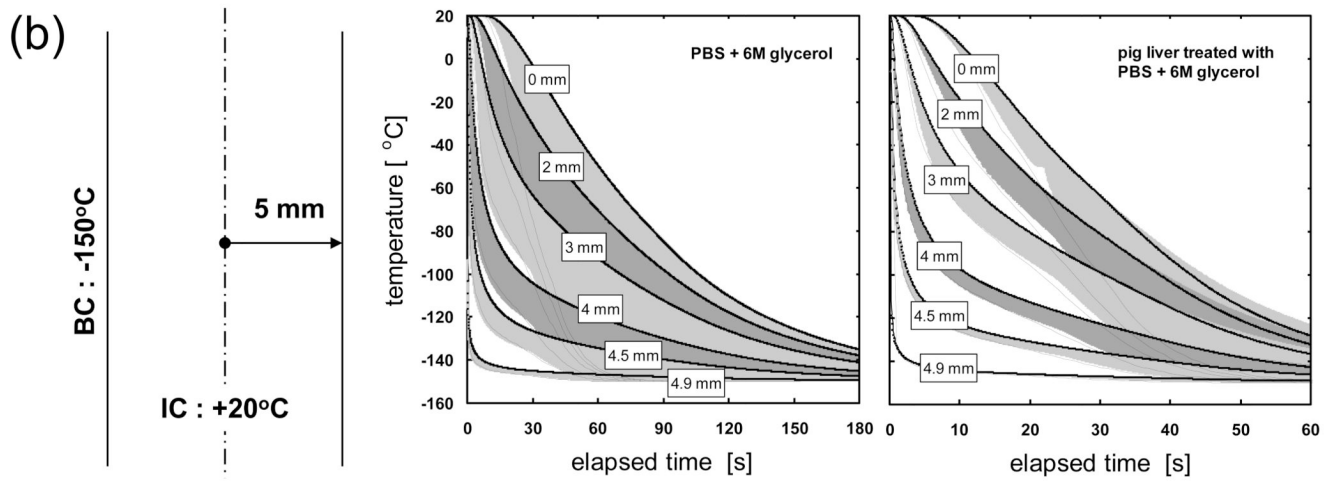 (b)
BC : -150°C
5 mm
IC : +20°C
temperature [ °C]
20
0
-20
-40
-60
-80
-100
-120
-140
-160
PBS + 6M glycerol
0 mm
2 mm
3 mm
4 mm
4.5 mm
4.9 mm
0 30 60 90 120 150 180
elapsed time [s]
pig liver treated with
PBS + 6M glycerol
0 mm
2 mm
3 mm
4 mm
4.5 mm
4.9 mm
0 10 20 30 40 50 60
elapsed time [s]